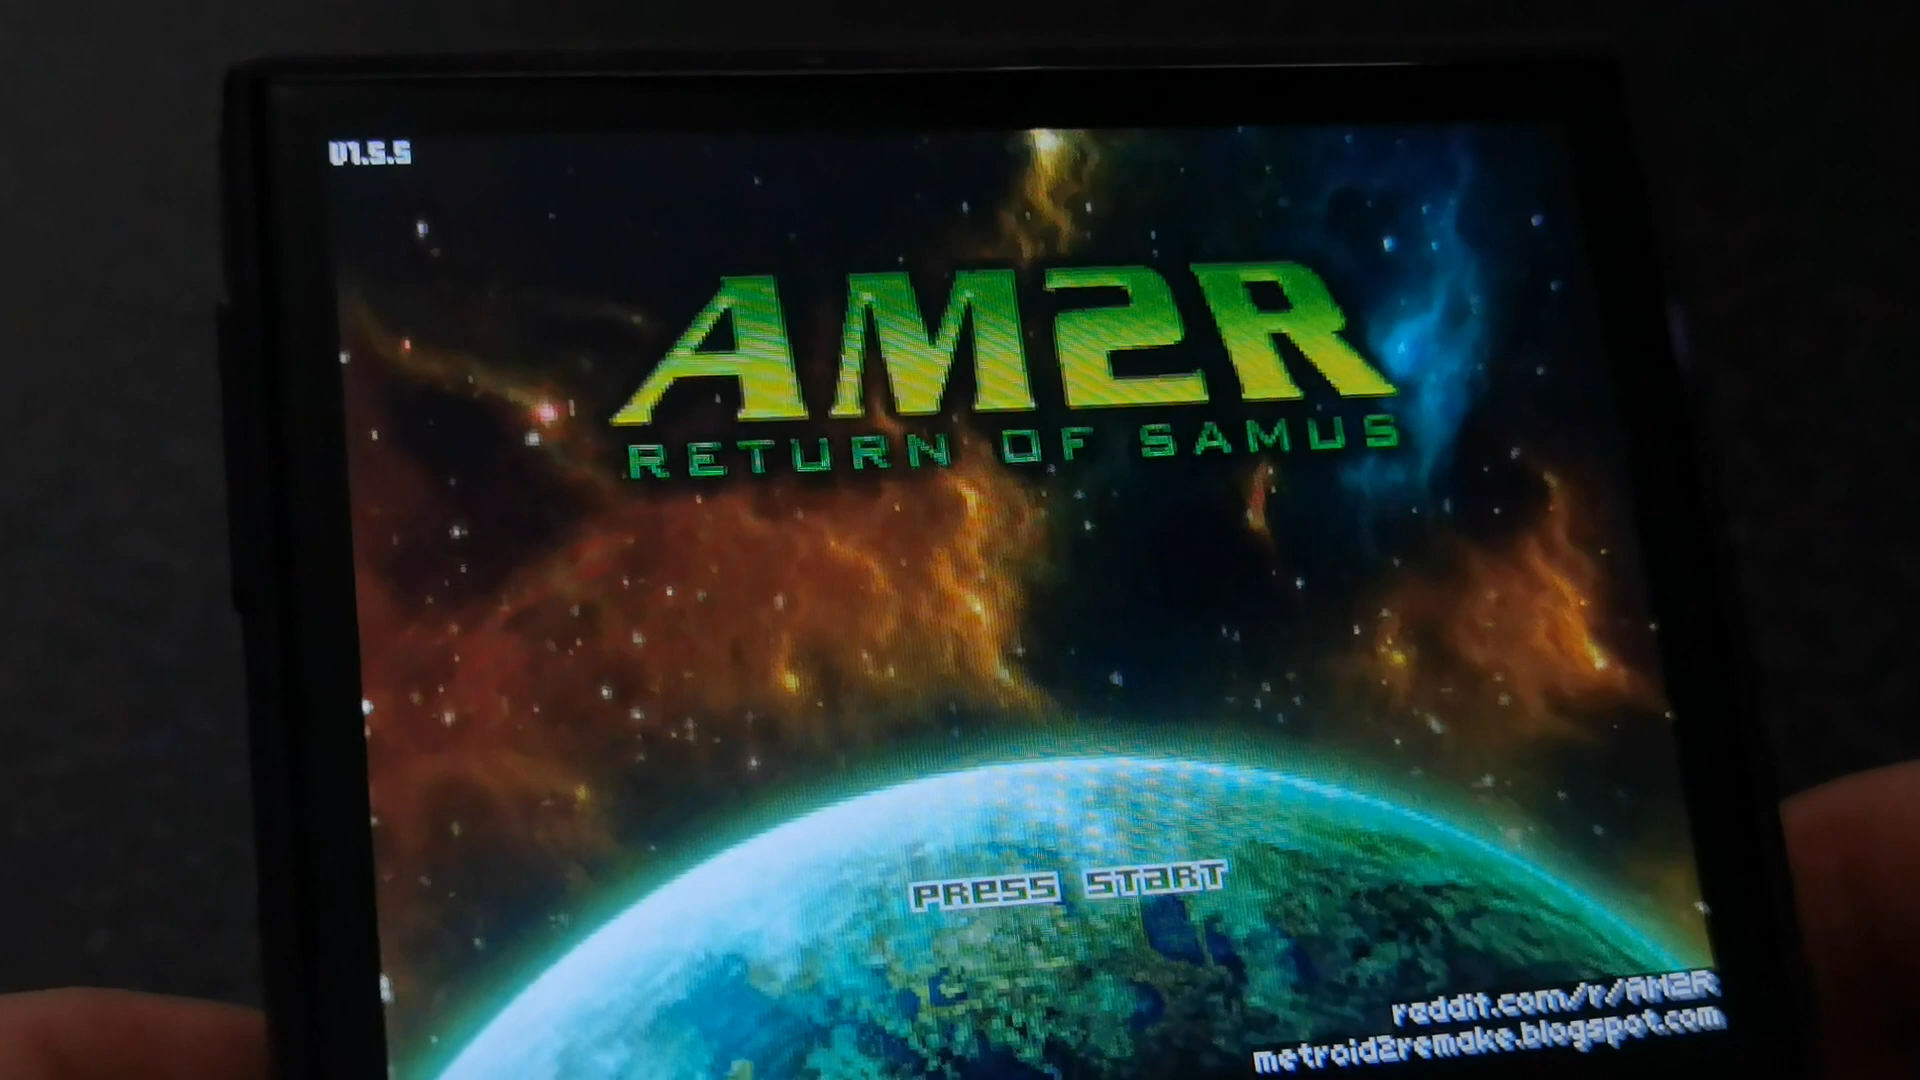 V1.5.5
AM2R
RETURN OF SAMUS
PRESS START
reddit.com/r/AM2R
metroid2remake.blogspot.com